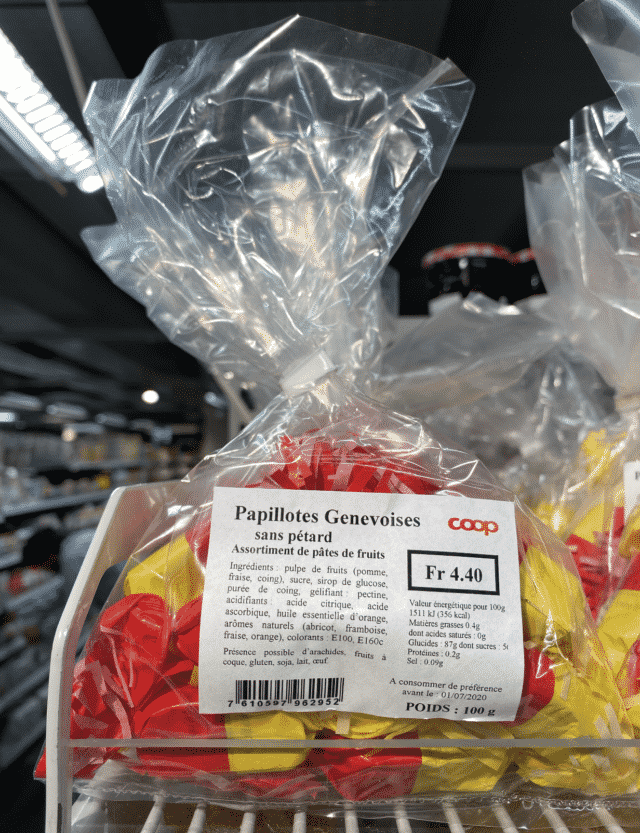 Papillotes Genevoises
sans pétard
Assortiment de pâtes de fruits
coop
Ingrédients : pulpe de fruits (pomme,
fraise, coing), sucre, sirop de glucose,
purée de coing, gélifiant : pectine,
acidifiants : acide citrique, acide
ascorbique, huile essentielle d'orange,
arômes naturels (abricot, framboise,
fraise, orange), colorants : E100, E160c
Présence possible d'arachides, fruits à
coque, gluten, soja, lait, œuf.
7 610597 962952
Fr 4.40
Valeur énergétique pour 100g
1511 kJ (356 kcal)
Matières grasses 0.4g
dont acides saturés : 0g
Glucides : 87g dont sucres :
Protéines : 0.2g
Sel : 0.09g
A consommer de préférence
avant le : 01/07/2020
POIDS : 100 g